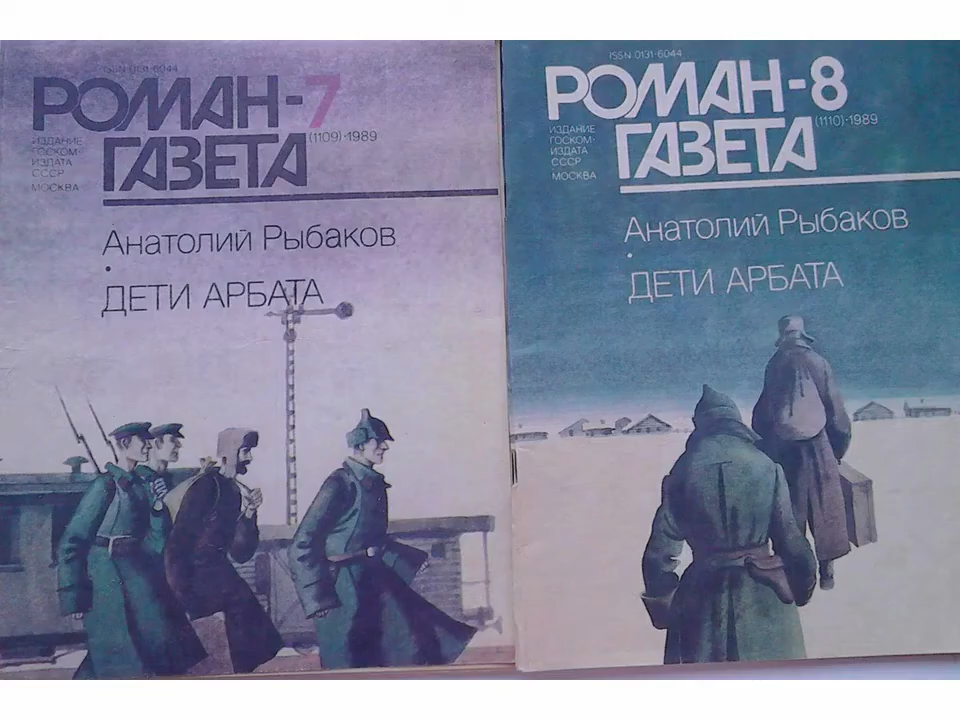 ISSN 0131-6044
РОМАН-7
ГАЗЕТА
(1109)·1989
ИЗДАНИЕ
ГОСКОМ-
ИЗДАТА
СССР
МОСКВА
Анатолий Рыбаков
·
ДЕТИ АРБАТА
ISSN 0131-6044
РОМАН-8
ГАЗЕТА
(1110)·1989
ИЗДАНИЕ
ГОСКОМ-
ИЗДАТА
СССР
МОСКВА
Анатолий Рыбаков
·
ДЕТИ АРБАТА